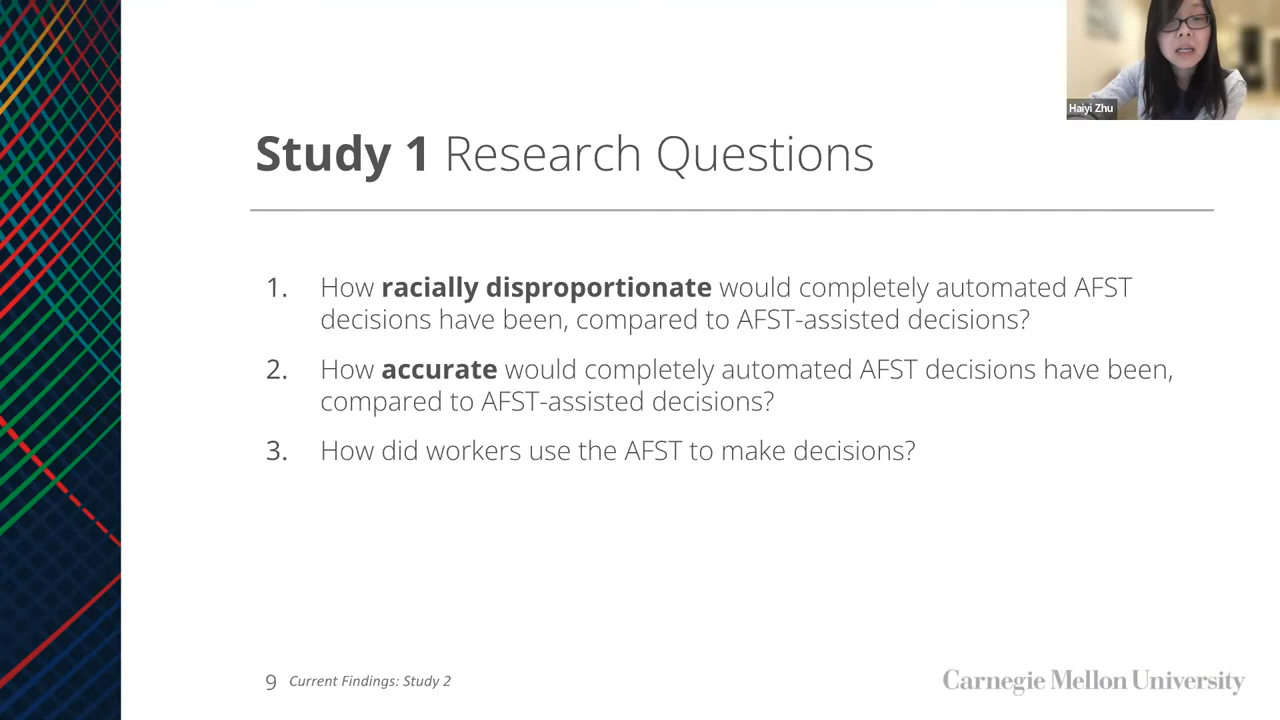 Haiyi Zhu
Study 1 Research Questions
1. How racially disproportionate would completely automated AFST
decisions have been, compared to AFST-assisted decisions?
2. How accurate would completely automated AFST decisions have been,
compared to AFST-assisted decisions?
3. How did workers use the AFST to make decisions?
9 Current Findings: Study 2
Carnegie Mellon University